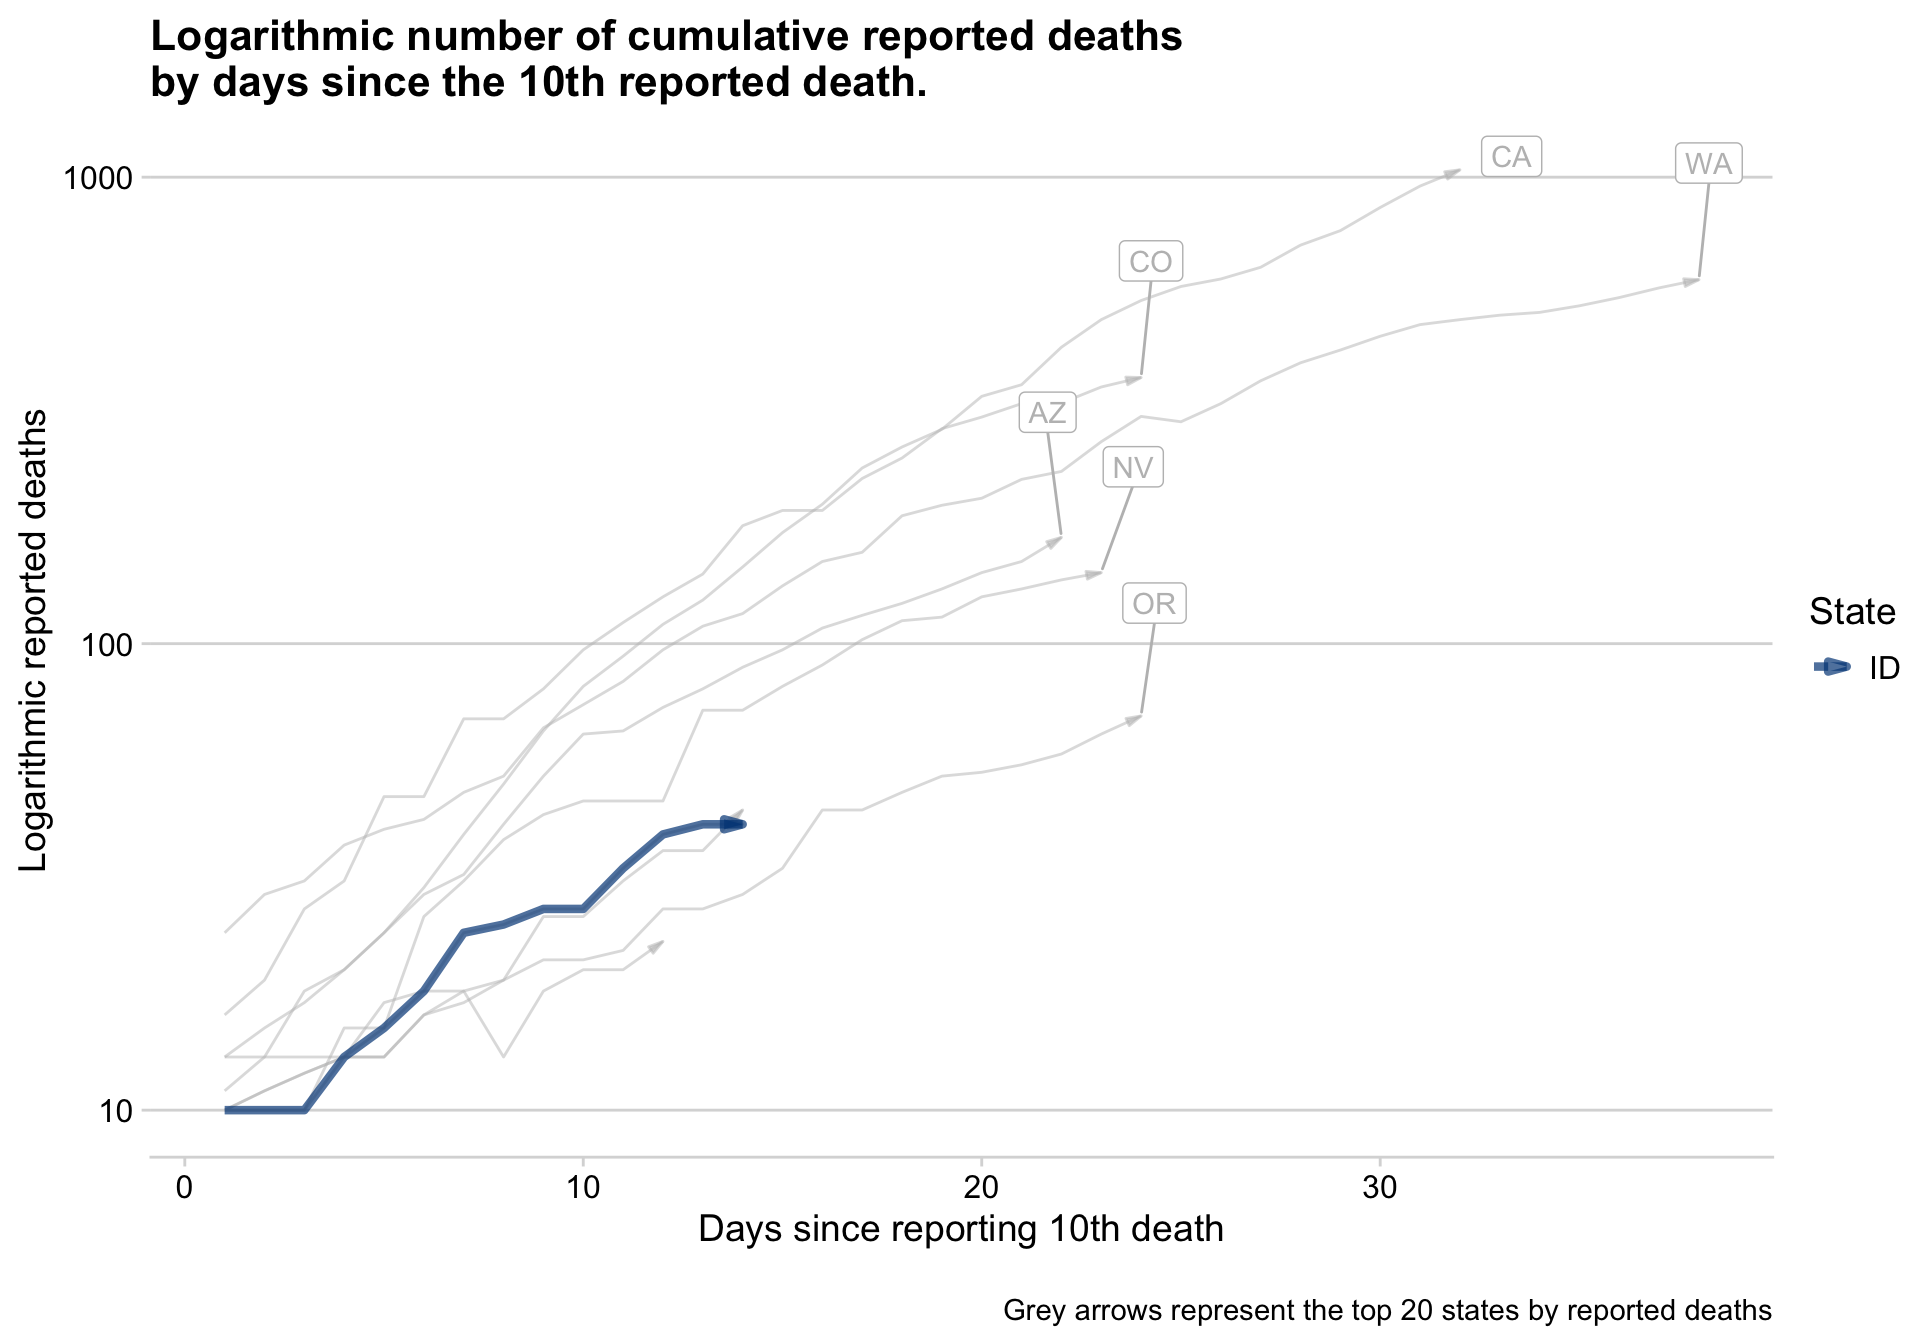 Logarithmic number of cumulative reported deaths
by days since the 10th reported death.
Logarithmic reported deaths
1000
100
10
CA
WA
CO
AZ
NV
OR
State
ID
0
10
20
30
Days since reporting 10th death
Grey arrows represent the top 20 states by reported deaths